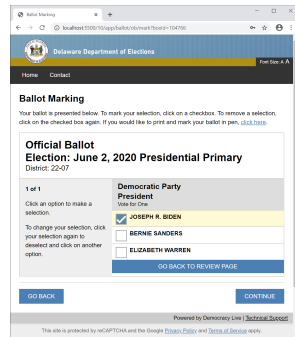 Ballot Marking
localhost:5509/10/app/ballot/ob/mark?boxid=104766
Delaware Department of Elections
Font Size: A A
Home Contact
Ballot Marking
Your ballot is presented below. To mark your selection, click on a checkbox. To remove a selection,
click on the checked box again. If you would like to print and mark your ballot in pen, click here.
Official Ballot
Election: June 2, 2020 Presidential Primary
District: 22-07
1 of 1
Click an option to make a
selection.
To change your selection, click
your selection again to
deselect and click on another
option.
Democratic Party
President
Vote for One
JOSEPH R. BIDEN
BERNIE SANDERS
ELIZABETH WARREN
GO BACK TO REVIEW PAGE
GO BACK
CONTINUE
Powered by Democracy Live | Technical Support
This site is protected by reCAPTCHA and the Google Privacy Policy and Terms of Service apply.